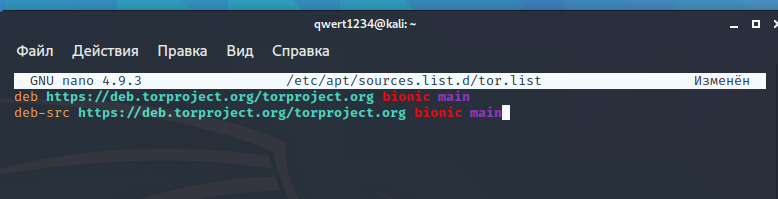 qwert1234@kali: ~
Файл Действия Правка Вид Справка
GNU nano 4.9.3 /etc/apt/sources.list.d/tor.list Изменён
deb https://deb.torproject.org/torproject.org bionic main
deb-src https://deb.torproject.org/torproject.org bionic main